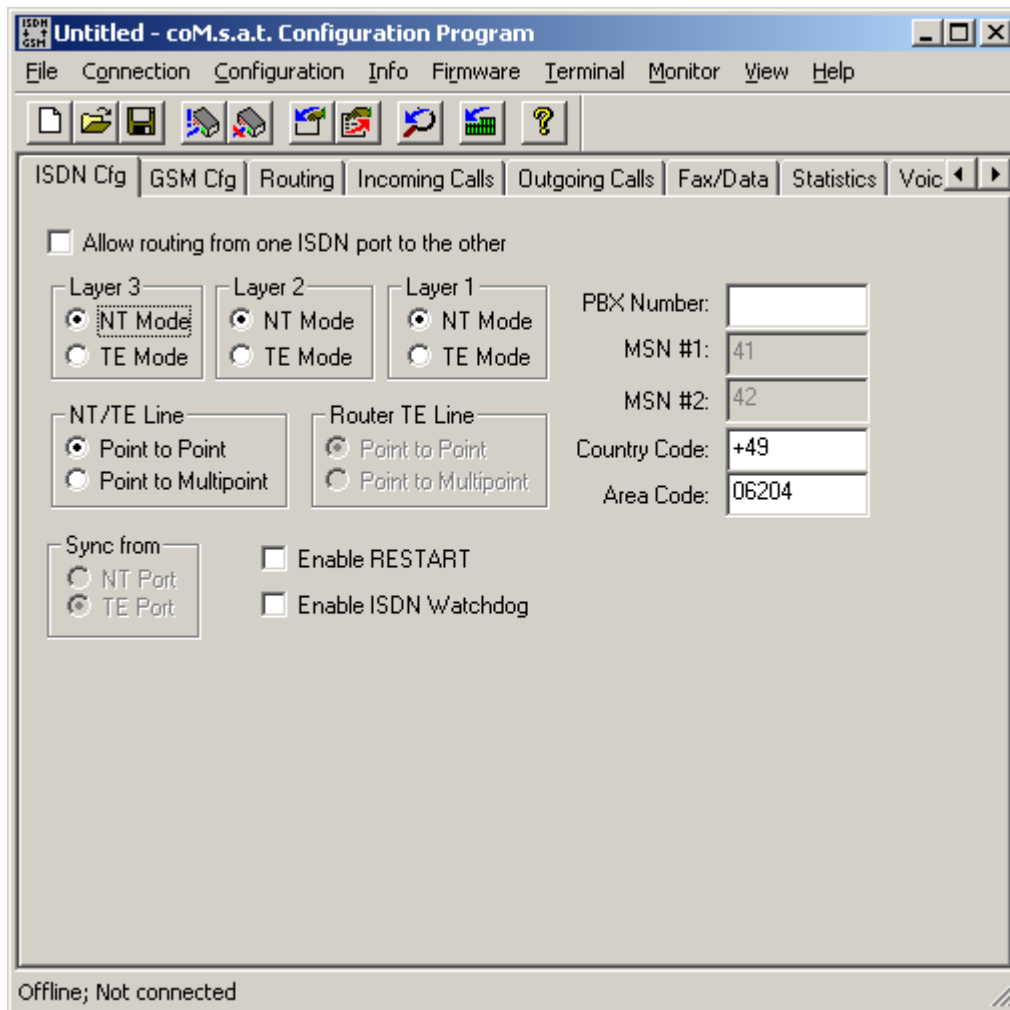 ISDN
GSM
Untitled - coM.s.a.t. Configuration Program
File Connection Configuration Info Firmware Terminal Monitor View Help
ISDN Cfg GSM Cfg Routing Incoming Calls Outgoing Calls Fax/Data Statistics Voic
Allow routing from one ISDN port to the other
Layer 3 Layer 2 Layer 1
NT Mode NT Mode NT Mode
TE Mode TE Mode TE Mode
PBX Number:
MSN #1: 41
MSN #2: 42
Country Code: +49
Area Code: 06204
NT/TE Line
Point to Point
Point to Multipoint
Router TE Line
Point to Point
Point to Multipoint
Sync from
NT Port
TE Port
Enable RESTART
Enable ISDN Watchdog
Offline; Not connected